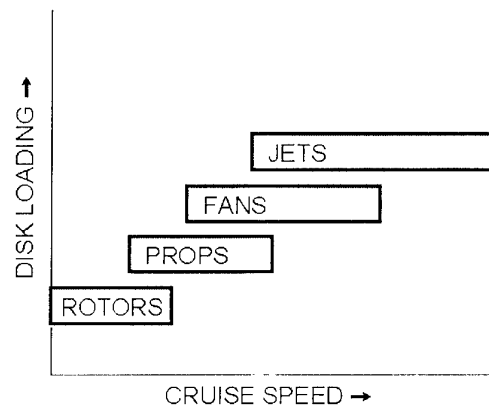 DISK LOADING →
JETS
FANS
PROPS
ROTORS
CRUISE SPEED →